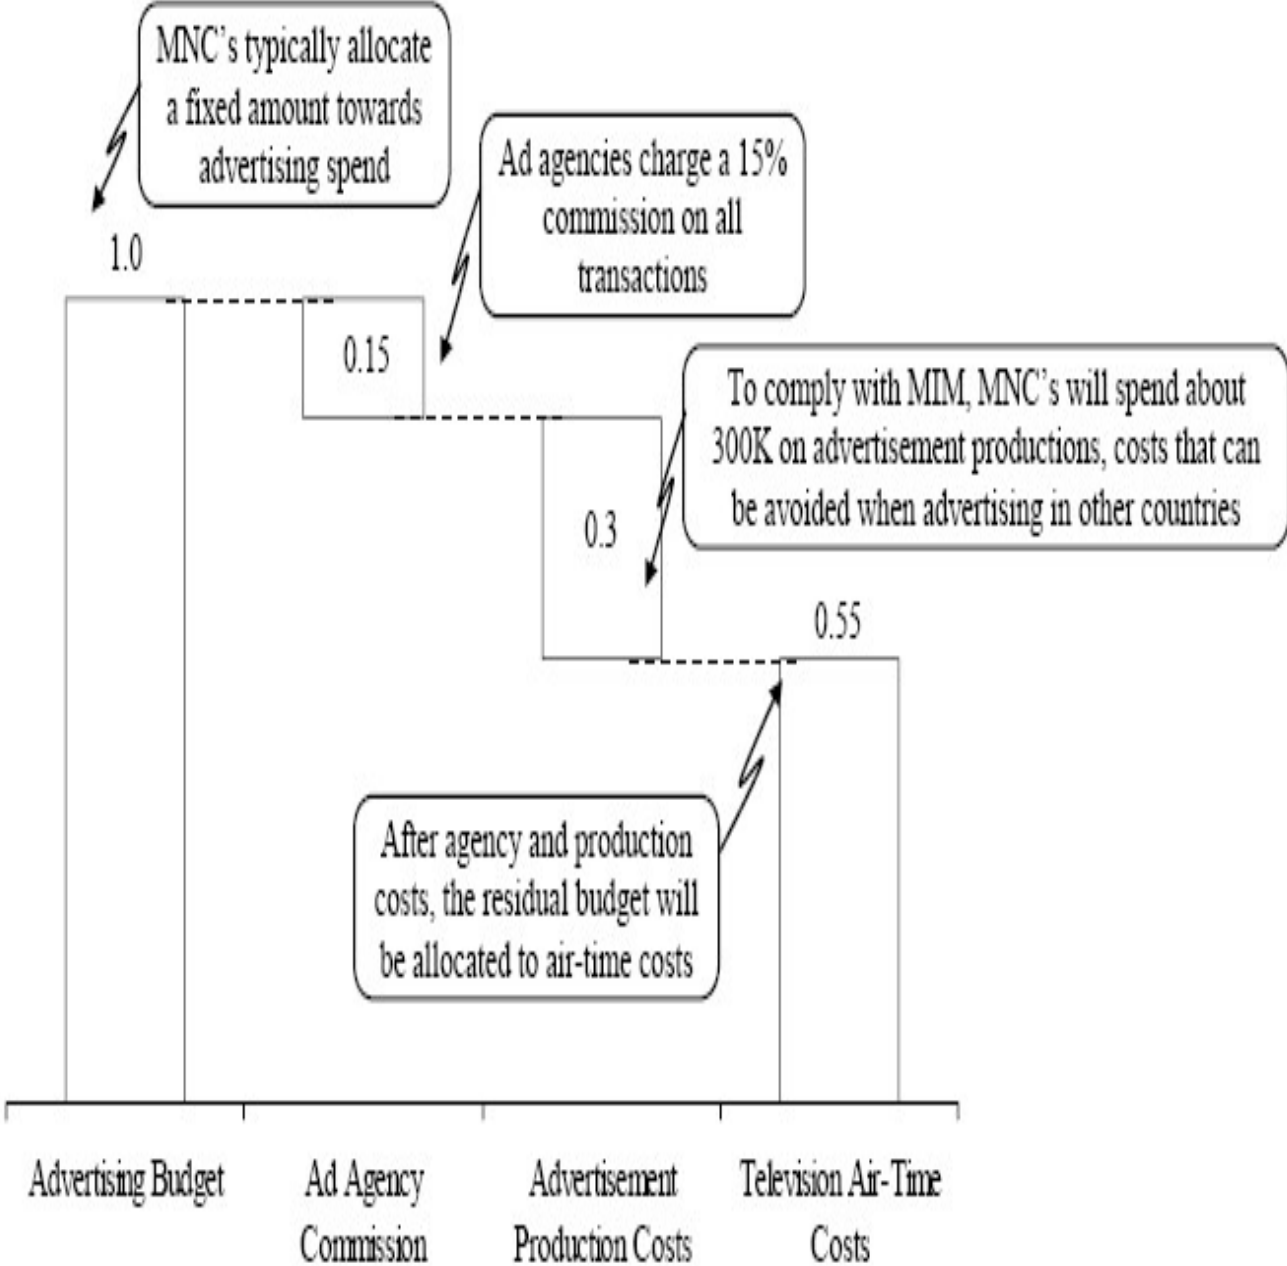 MNC's typically allocate
a fixed amount towards
advertising spend
Ad agencies charge a 15%
commission on all
transactions
1.0
0.15
To comply with MIM, MNC's will spend about
300K on advertisement productions, costs that can
be avoided when advertising in other countries
0.3
0.55
After agency and production
costs, the residual budget will
be allocated to air-time costs
Advertising Budget
Ad Agency
Commission
Advertisement
Production Costs
Television Air-Time
Costs